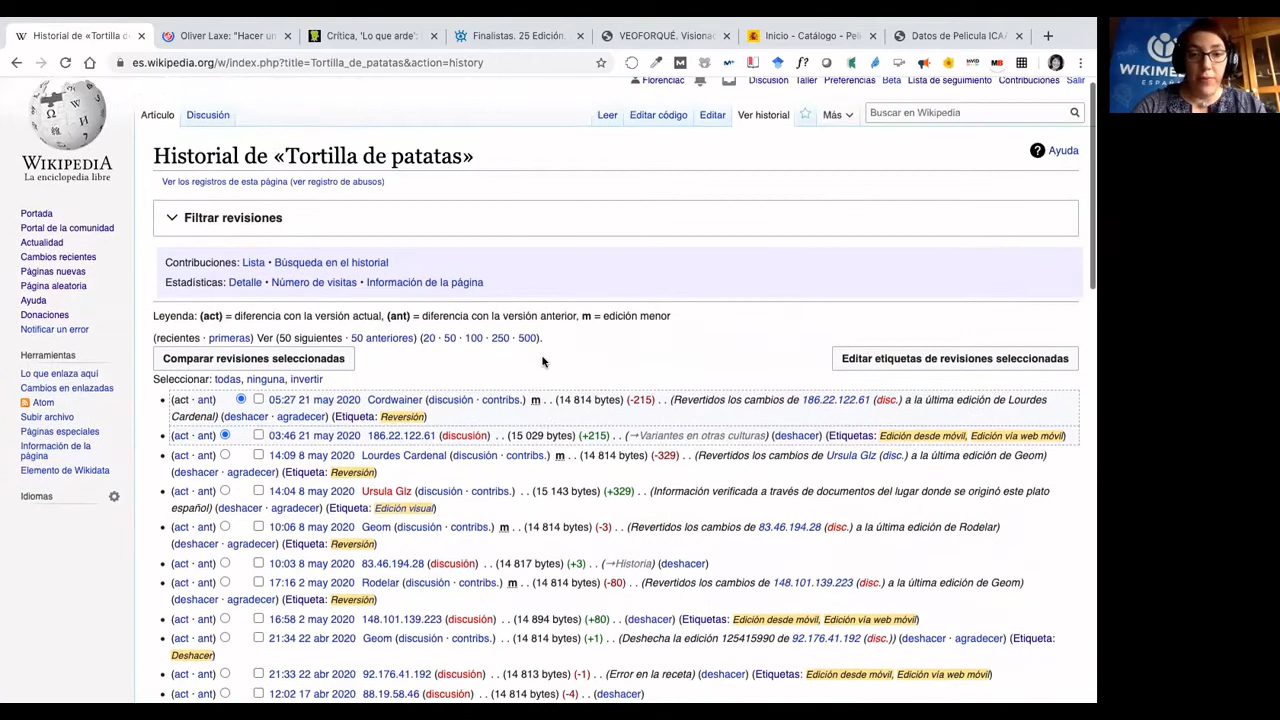 Historial de «Tortilla d
Oliver Laxe: "Hacer un
Crítica, 'Lo que arde':
Finalistas. 25 Edición.
VEOFORQUÉ. Visionac
Inicio - Catálogo - Pel
Datos de Pelicula ICAA
es.wikipedia.org/w/index.php?title=Tortilla_de_patatas&action=history
Florenciac Discusión Taller Preferencias Beta Lista de seguimiento Contribuciones Salir
Artículo Discusión Leer Editar código Editar Ver historial Más Buscar en Wikipedia
WIKIPEDIA
La enciclopedia libre
Portada
Portal de la comunidad
Actualidad
Cambios recientes
Páginas nuevas
Página aleatoria
Ayuda
Donaciones
Notificar un error
Herramientas
Lo que enlaza aquí
Cambios en enlazadas
Atom
Subir archivo
Páginas especiales
Información de la
página
Elemento de Wikidata
Idiomas
Historial de «Tortilla de patatas»
Ayuda
Ver los registros de esta página (ver registro de abusos)
Filtrar revisiones
Contribuciones: Lista • Búsqueda en el historial
Estadísticas: Detalle • Número de visitas • Información de la página
Leyenda: (act) = diferencia con la versión actual, (ant) = diferencia con la versión anterior, m = edición menor
(recientes · primeras) Ver (50 siguientes · 50 anteriores) (20 · 50 · 100 · 250 · 500).
Comparar revisiones seleccionadas Editar etiquetas de revisiones seleccionadas
Seleccionar: todas, ninguna, invertir
(act · ant) 05:27 21 may 2020 Cordwainer (discusión · contribs.) m . . (14 814 bytes) (-215) . . (Revertidos los cambios de 186.22.122.61 (disc.) a la última edición de Lourdes
Cardenal) (deshacer · agradecer) (Etiqueta: Reversión)
(act · ant) 03:46 21 may 2020 186.22.122.61 (discusión) . . (15 029 bytes) (+215) . . (→Variantes en otras culturas) (deshacer) (Etiquetas: Edición desde móvil, Edición vía web móvil)
(act · ant) 14:09 8 may 2020 Lourdes Cardenal (discusión · contribs.) m . . (14 814 bytes) (-329) . . (Revertidos los cambios de Ursula Glz (disc.) a la última edición de Geom)
(deshacer · agradecer) (Etiqueta: Reversión)
(act · ant) 14:04 8 may 2020 Ursula Glz (discusión · contribs.) . . (15 143 bytes) (+329) . . (Información verificada a través de documentos del lugar donde se originó este plato
español) (deshacer · agradecer) (Etiqueta: Edición visual)
(act · ant) 10:06 8 may 2020 Geom (discusión · contribs.) m . . (14 814 bytes) (-3) . . (Revertidos los cambios de 83.46.194.28 (disc.) a la última edición de Rodelar)
(deshacer · agradecer) (Etiqueta: Reversión)
(act · ant) 10:03 8 may 2020 83.46.194.28 (discusión) . . (14 817 bytes) (+3) . . (→Historia) (deshacer)
(act · ant) 17:16 2 may 2020 Rodelar (discusión · contribs.) m . . (14 814 bytes) (-80) . . (Revertidos los cambios de 148.101.139.223 (disc.) a la última edición de Geom)
(deshacer · agradecer) (Etiqueta: Reversión)
(act · ant) 16:58 2 may 2020 148.101.139.223 (discusión) . . (14 894 bytes) (+80) . . (deshacer) (Etiquetas: Edición desde móvil, Edición vía web móvil)
(act · ant) 21:34 22 abr 2020 Geom (discusión · contribs.) . . (14 814 bytes) (+1) . . (Deshecha la edición 125415990 de 92.176.41.192 (disc.)) (deshacer · agradecer) (Etiqueta:
Deshacer)
(act · ant) 21:33 22 abr 2020 92.176.41.192 (discusión) . . (14 813 bytes) (-1) . . (Error en la receta) (deshacer) (Etiquetas: Edición desde móvil, Edición vía web móvil)
(act · ant) 12:02 17 abr 2020 88.19.58.46 (discusión) . . (14 814 bytes) (-4) . . (deshacer)
WIKIME
ESPAÑ